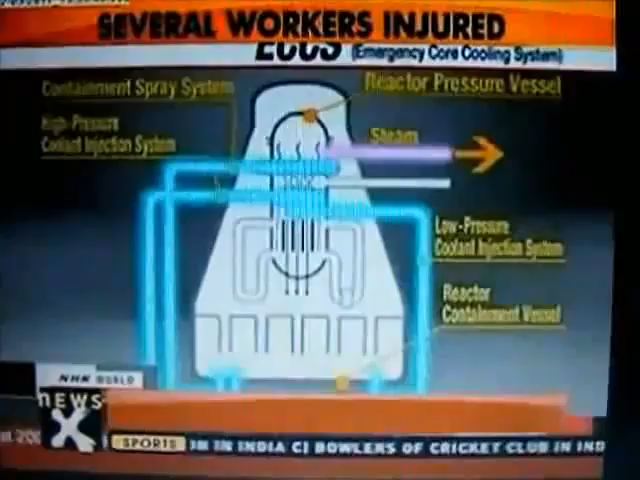 SEVERAL WORKERS INJURED
ECCS (Emergency Core Cooling System)
Containment Spray System
Reactor Pressure Vessel
High-Pressure
Coolant Injection System
Steam
Low-Pressure
Coolant Injection System
Reactor
Containment Vessel
NHK WORLD
NEWS
X
SPORTS
IN IN INDIA CJ BOWLERS OF CRICKET CLUB IN IND